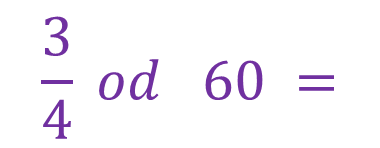 3/4 od 60 =